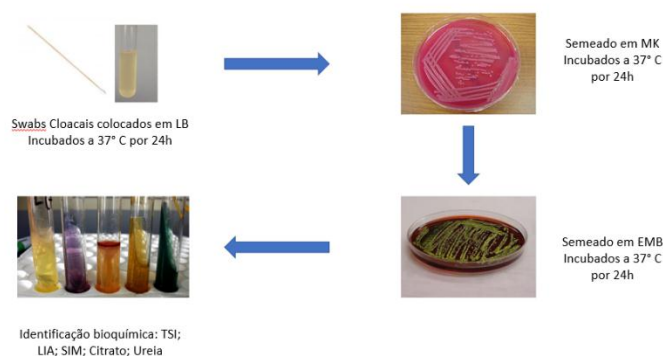 Swabs Cloacais colocados em LB
Incubados a 37° C por 24h
Semeado em MK
Incubados a 37° C
por 24h
Semeado em EMB
Incubados a 37° C
por 24h
Identificação bioquímica: TSI;
LIA; SIM; Citrato; Ureia